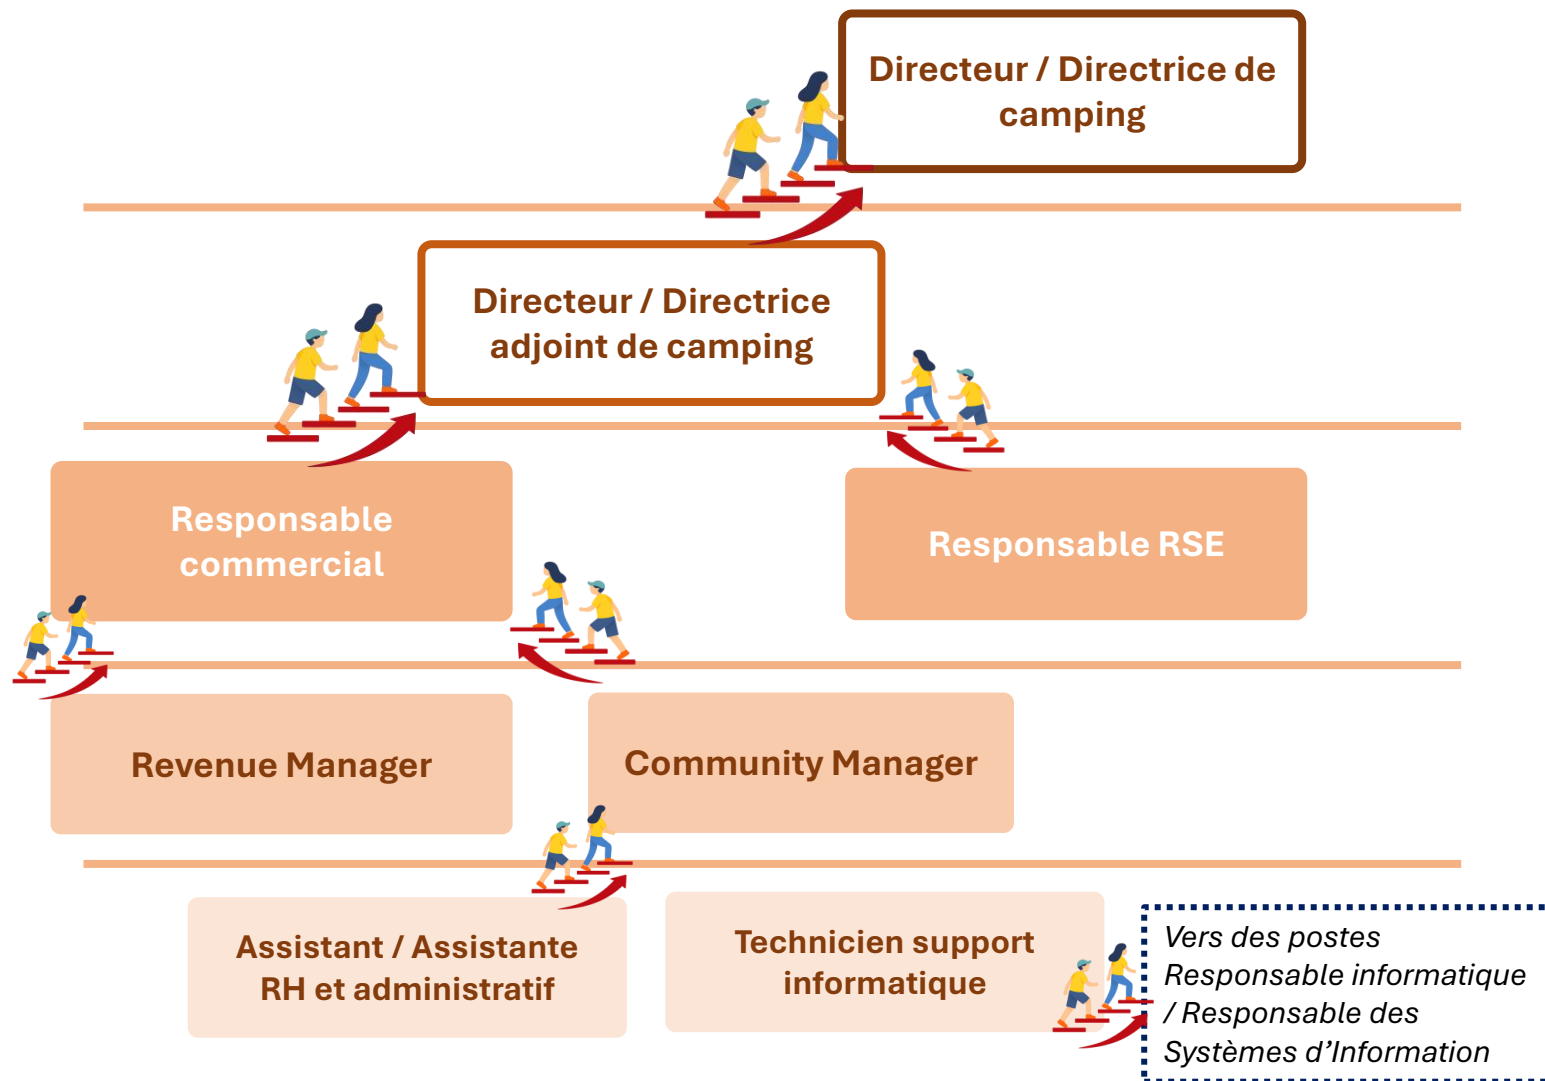 Directeur / Directrice de
camping
Directeur / Directrice
adjoint de camping
Responsable
commercial
Responsable RSE
Revenue Manager
Community Manager
Assistant / Assistante
RH et administratif
Technicien support
informatique
Vers des postes
Responsable informatique
/ Responsable des
Systèmes d’Information